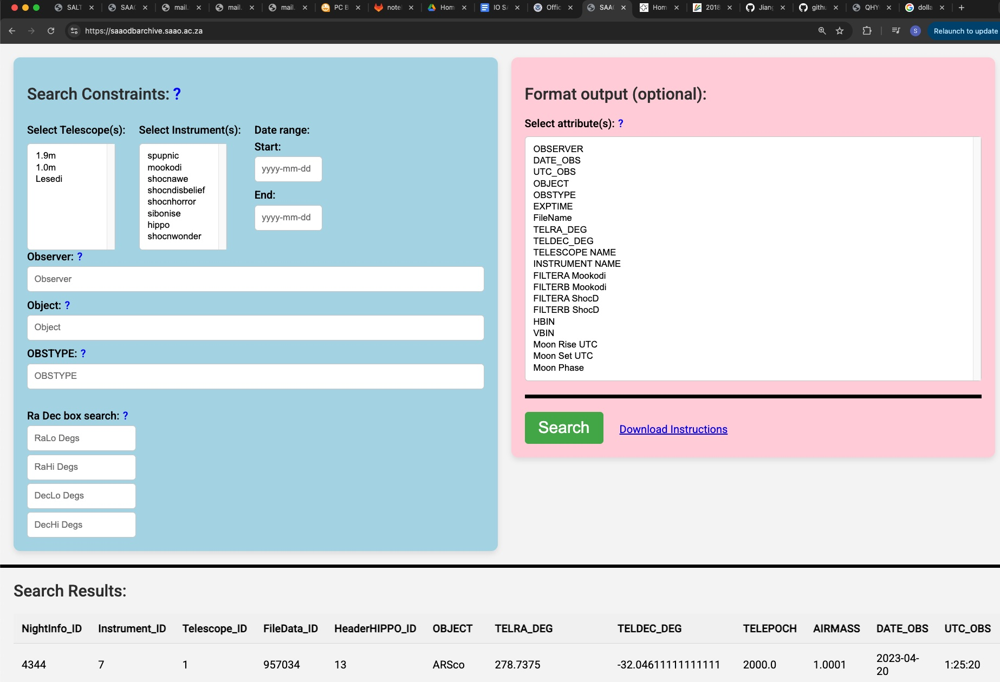 SALT
SAAO
mail.
mail.
mail.
PC B
note
Hom
IO SA
Offic
SAAO
Hom
2018
Jiang
githu
QHY
dolla
https://saaodbarchive.saao.ac.za
S
Relaunch to update
Search Constraints: ?
Select Telescope(s):
1.9m
1.0m
Lesedi
Select Instrument(s):
spupnic
mookodi
shocnawe
shocndisbelief
shocnhorror
sibonise
hippo
shocnwonder
Date range:
Start:
yyyy-mm-dd
End:
yyyy-mm-dd
Observer: ?
Observer
Object: ?
Object
OBSTYPE: ?
OBSTYPE
Ra Dec box search: ?
RaLo Degs
RaHi Degs
DecLo Degs
DecHi Degs
Format output (optional):
Select attribute(s): ?
OBSERVER
DATE_OBS
UTC_OBS
OBJECT
OBSTYPE
EXPTIME
FileName
TELRA_DEG
TELDEC_DEG
TELESCOPE NAME
INSTRUMENT NAME
FILTERA Mookodi
FILTERB Mookodi
FILTERA ShocD
FILTERB ShocD
HBIN
VBIN
Moon Rise UTC
Moon Set UTC
Moon Phase
Search
Download Instructions
Search Results:
NightInfo_ID Instrument_ID Telescope_ID FileData_ID HeaderHIPPO_ID OBJECT TELRA_DEG TELDEC_DEG TELEPOCH AIRMASS DATE_OBS UTC_OBS
4344 7 1 957034 13 ARSco 278.7375 -32.04611111111111 2000.0 1.0001 2023-04-20 1:25:20